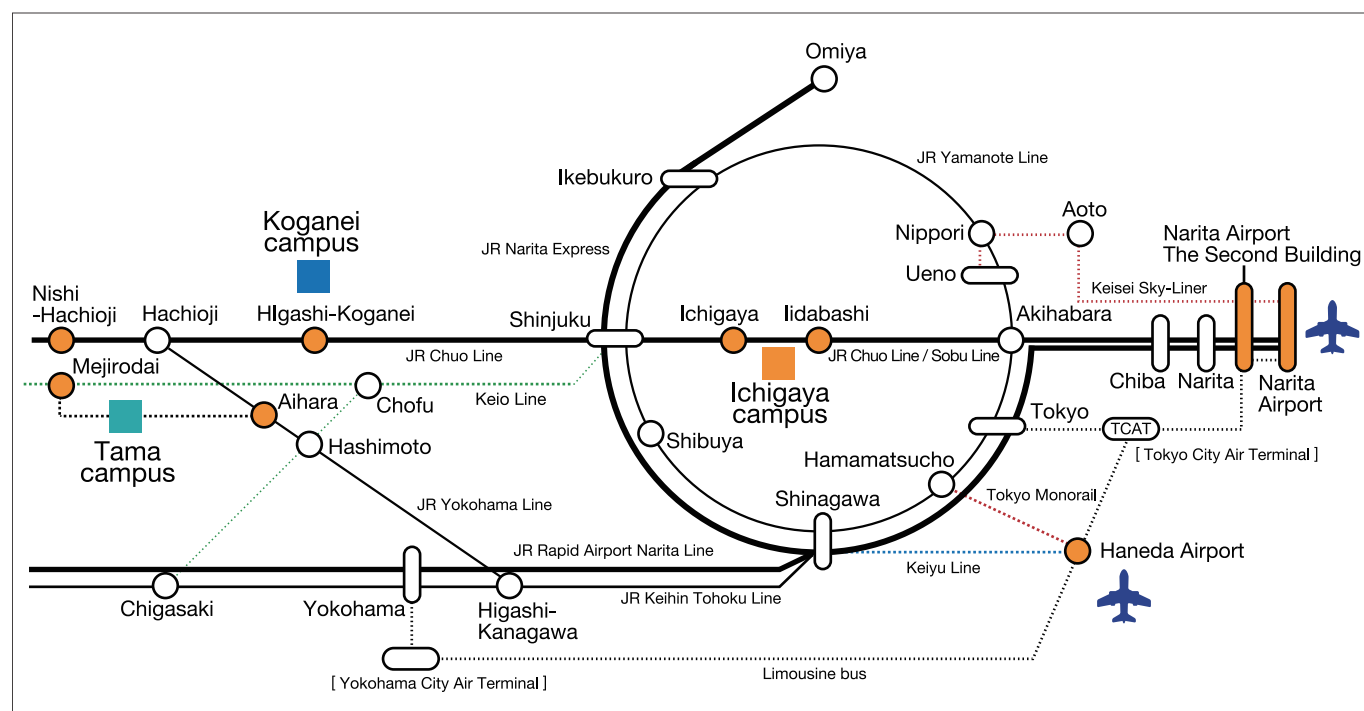 Omiya
JR Yamanote Line
Ikebukuro
Koganei
campus
Aoto
Nippori
Narita Airport
The Second Building
JR Narita Express
Ueno
Keisei Sky-Liner
Nishi
-Hachioji
Hachioji
HIgashi-Koganei
Shinjuku
Ichigaya
Iidabashi
Akihabara
JR Chuo Line
JR Chuo Line / Sobu Line
Mejirodai
Chiba
Narita
Narita
Airport
Keio Line
Chofu
Ichigaya
campus
Aihara
Tokyo
TCAT
[ Tokyo City Air Terminal ]
Tama
campus
Hashimoto
Shibuya
Hamamatsucho
Shinagawa
Tokyo Monorail
JR Yokohama Line
JR Rapid Airport Narita Line
Keiyu Line
Haneda Airport
Chigasaki
Yokohama
Higashi-
Kanagawa
JR Keihin Tohoku Line
[ Yokohama City Air Terminal ]
Limousine bus